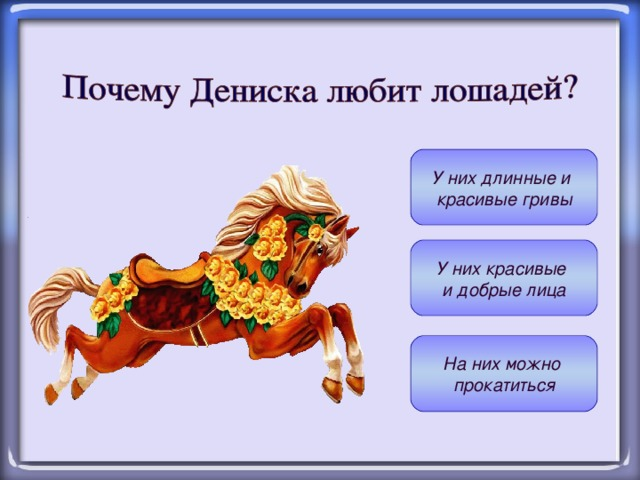 Почему Дениска любит лошадей?
У них длинные и
красивые гривы
У них красивые
и добрые лица
На них можно
прокатиться